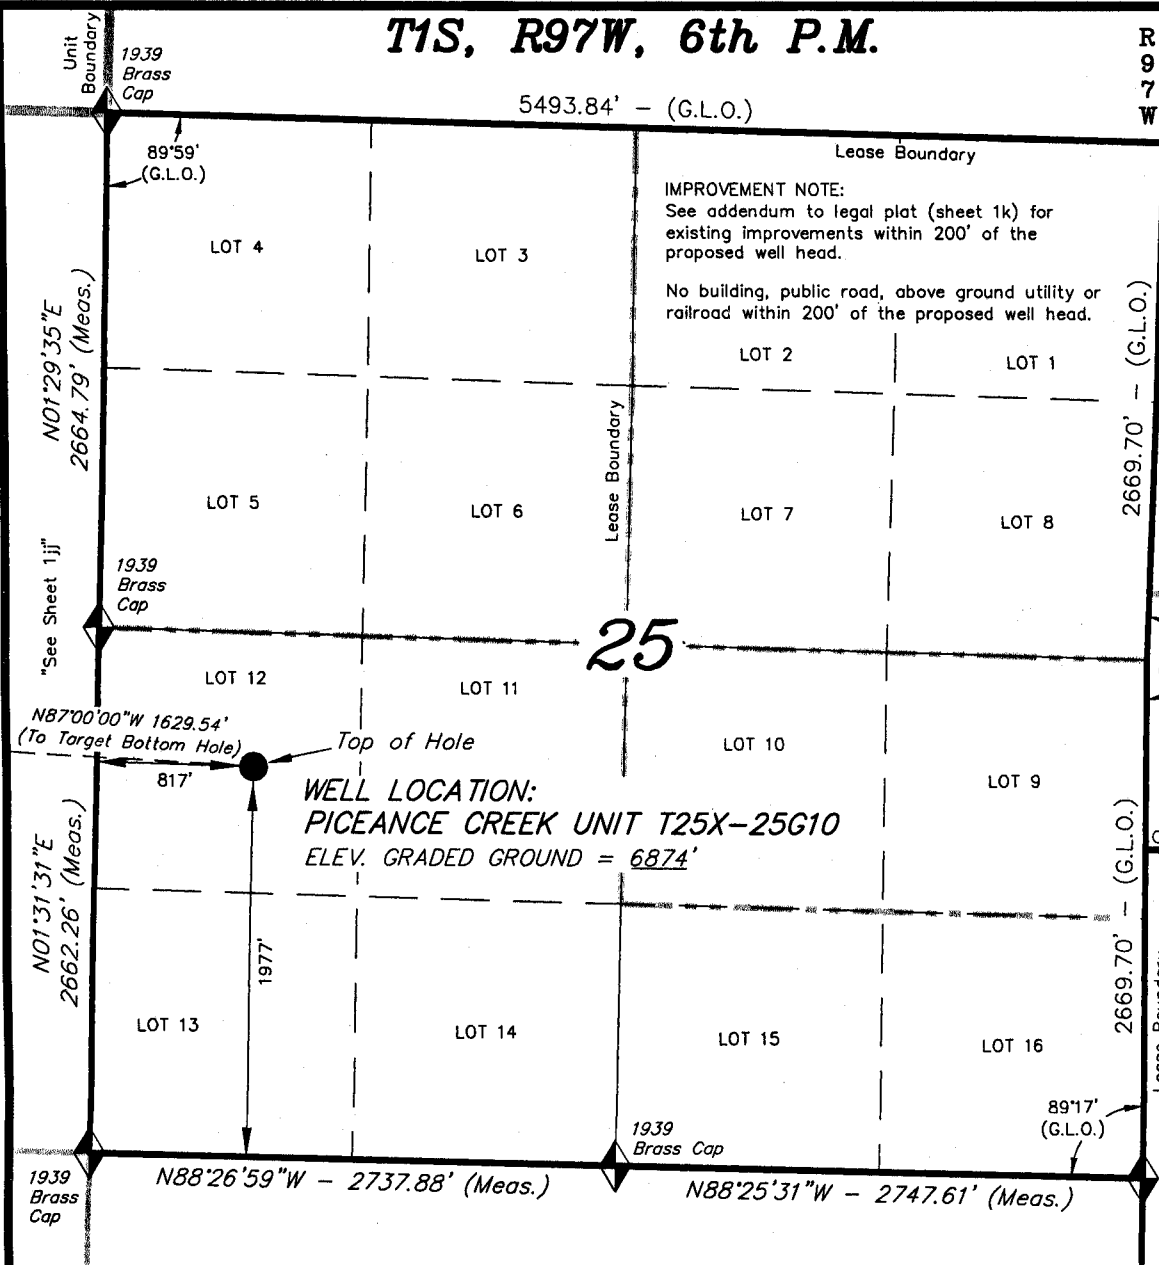 T1S, R97W, 6th P.M.
R
9
7
W
Unit
Boundary
1939
Brass
Cap
5493.84' - (G.L.O.)
89°59'
(G.L.O.)
Lease Boundary
IMPROVEMENT NOTE:
See addendum to legal plat (sheet 1k) for
existing improvements within 200' of the
proposed well head.
No building, public road, above ground utility or
railroad within 200' of the proposed well head.
LOT 4
LOT 3
LOT 2
LOT 1
N01°29'35"E
2664.79' (Meas.)
2669.70' - (G.L.O.)
Lease Boundary
LOT 5
LOT 6
LOT 7
LOT 8
"See Sheet 1jj"
1939
Brass
Cap
25
LOT 12
LOT 11
LOT 10
LOT 9
N87°00'00"W 1629.54'
(To Target Bottom Hole)
Top of Hole
817'
WELL LOCATION:
PICEANCE CREEK UNIT T25X-25G10
ELEV. GRADED GROUND = 6874'
N01°31'31"E
2662.26' (Meas.)
1977'
2669.70' - (G.L.O.)
Lease Boundary
LOT 13
LOT 14
LOT 15
LOT 16
89°17'
(G.L.O.)
1939
Brass Cap
1939
Brass
Cap
N88°26'59"W - 2737.88' (Meas.)
N88°25'31"W - 2747.61' (Meas.)